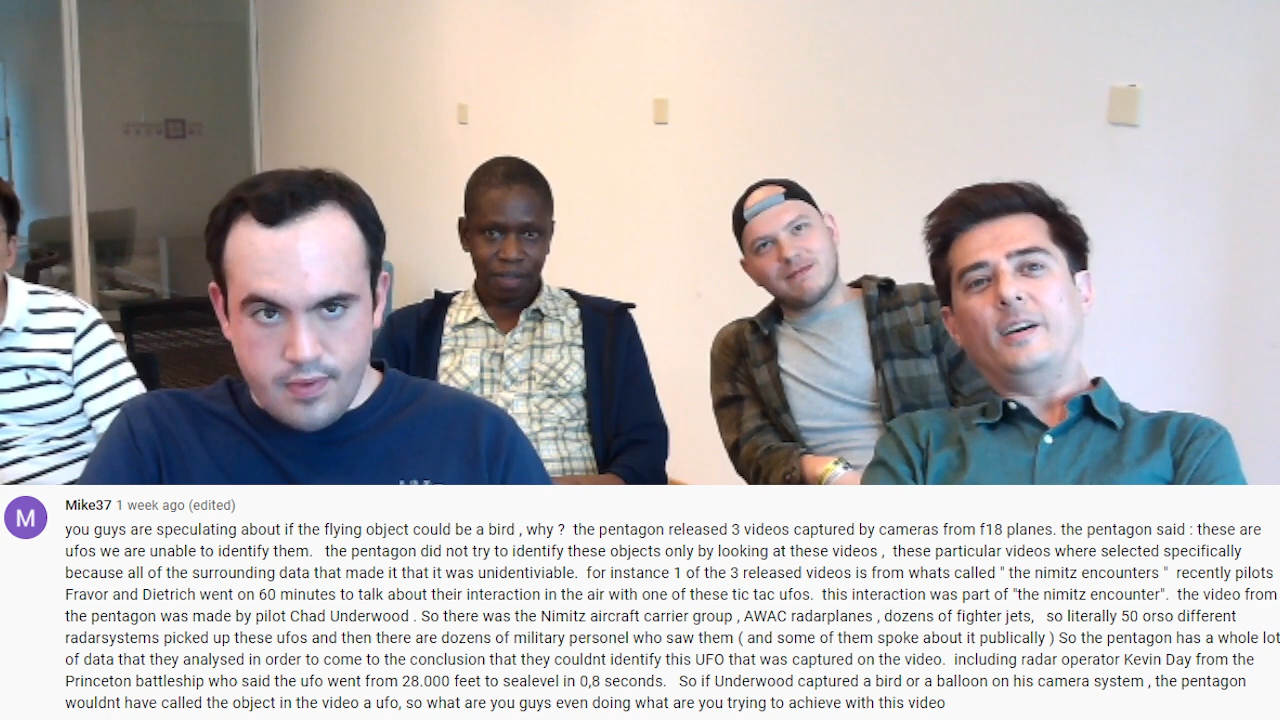 Mike37 1 week ago (edited)
M
you guys are speculating about if the flying object could be a bird , why ?  the pentagon released 3 videos captured by cameras from f18 planes. the pentagon said : these are
ufos we are unable to identify them.   the pentagon did not try to identify these objects only by looking at these videos ,  these particular videos where selected specifically
because all of the surrounding data that made it that it was unidentiviable.  for instance 1 of the 3 released videos is from whats called " the nimitz encounters "  recently pilots
Fravor and Dietrich went on 60 minutes to talk about their interaction in the air with one of these tic tac ufos.  this interaction was part of "the nimitz encounter".  the video from
the pentagon was made by pilot Chad Underwood . So there was the Nimitz aircraft carrier group , AWAC radarplanes , dozens of fighter jets,   so literally 50 orso different
radarsystems picked up these ufos and then there are dozens of military personel who saw them ( and some of them spoke about it publically ) So the pentagon has a whole lot
of data that they analysed in order to come to the conclusion that they couldnt identify this UFO that was captured on the video.  including radar operator Kevin Day from the
Princeton battleship who said the ufo went from 28.000 feet to sealevel in 0,8 seconds.   So if Underwood captured a bird or a balloon on his camera system , the pentagon
wouldnt have called the object in the video a ufo, so what are you guys even doing what are you trying to achieve with this video